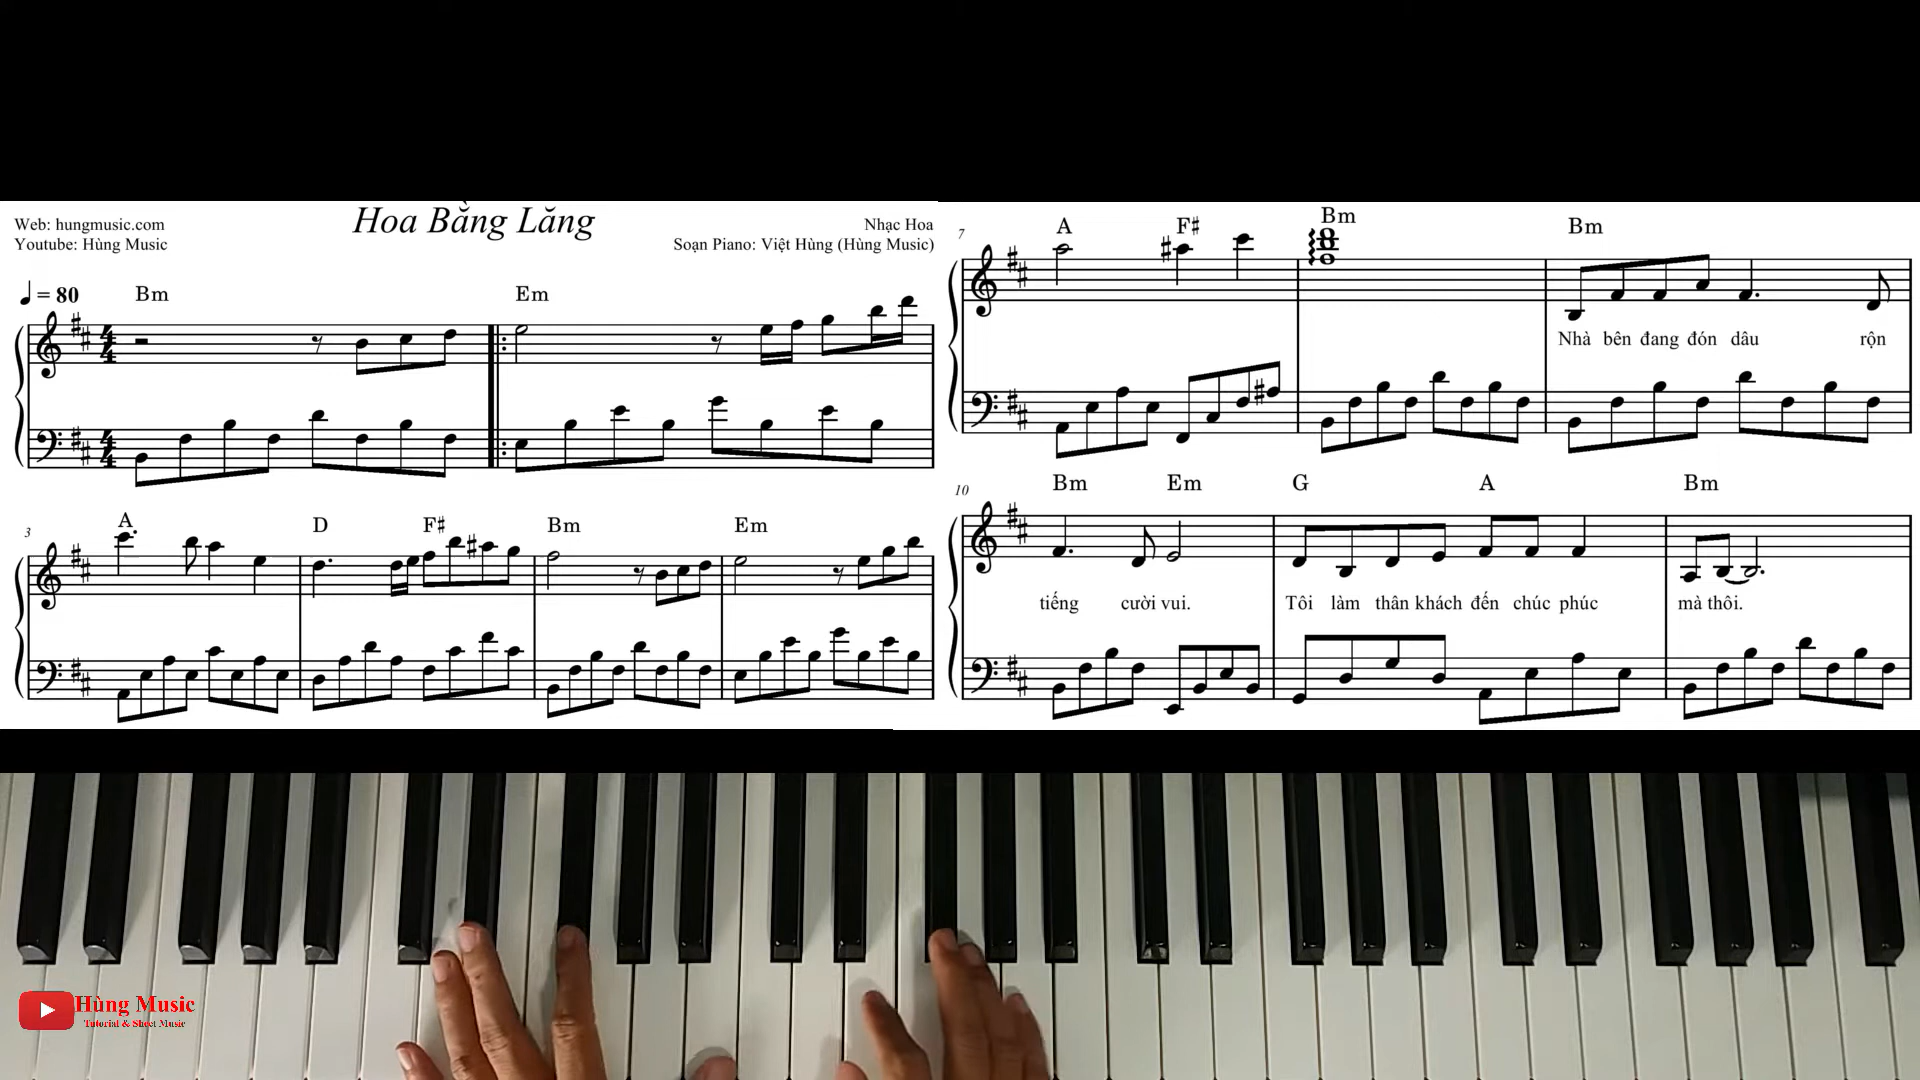 Hoa Bằng Lăng
Web: hungmusic.com
Youtube: Hùng Music
Nhạc Hoa
Soạn Piano: Việt Hùng (Hùng Music)
= 80
Bm Em
3 A D F♯ Bm Em
7 A F♯ Bm Bm
Nhà bên đang đón dâu rộn
10 Bm Em G A Bm
tiếng cười vui. Tôi làm thân khách đến chúc phúc mà thôi.
Hùng Music
Tutorial & Sheet Music